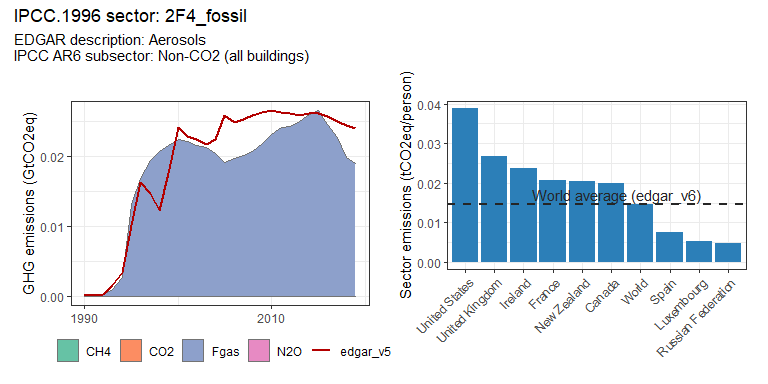 IPCC.1996 sector: 2F4_fossil
EDGAR description: Aerosols
IPCC AR6 subsector: Non-CO2 (all buildings)
GHG emissions (GtCO2eq)
0.02
0.01
0.00
1990
2010
CH4
CO2
Fgas
N2O
edgar_v5
Sector emissions (tCO2eq/person)
0.04
0.03
0.02
0.01
0.00
World average (edgar_v6)
United States
United Kingdom
Ireland
France
New Zealand
Canada
World
Spain
Luxembourg
Russian Federation